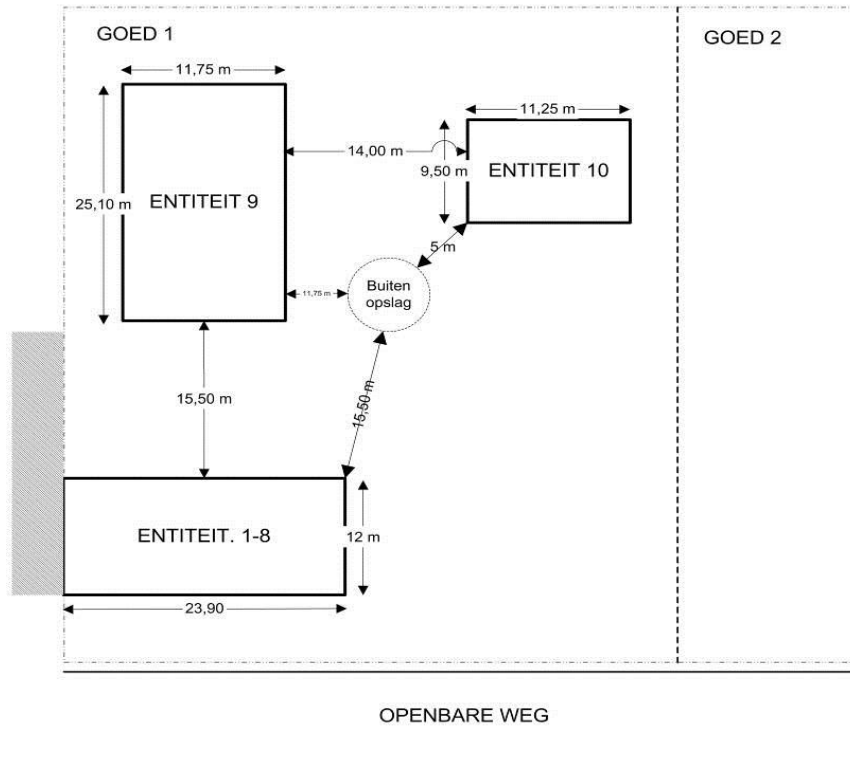 GOED 1
GOED 2
11,75 m
11,25 m
14,00 m
9,50 m
ENTITEIT 10
25,10 m
ENTITEIT 9
5 m
Buiten
opslag
11,75 m
15,50 m
15,50 m
ENTITEIT. 1-8
12 m
23,90
OPENBARE WEG